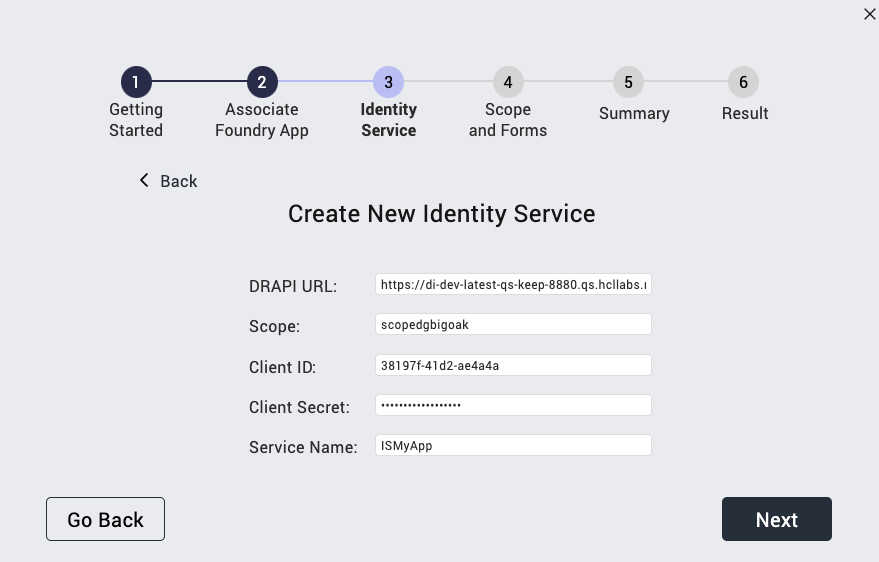 1
2
3
4
5
6
Getting
Started
Associate
Foundry App
Identity
Service
Scope
and Forms
Summary
Result
Back
Create New Identity Service
DRAPI URL:
https://di-dev-latest-qs-keep-8880.qs.hcllabs.
Scope:
scopedgbigoak
Client ID:
38197f-41d2-ae4a4a
Client Secret:
••••••••••••••••••
Service Name:
ISMyApp
Go Back
Next